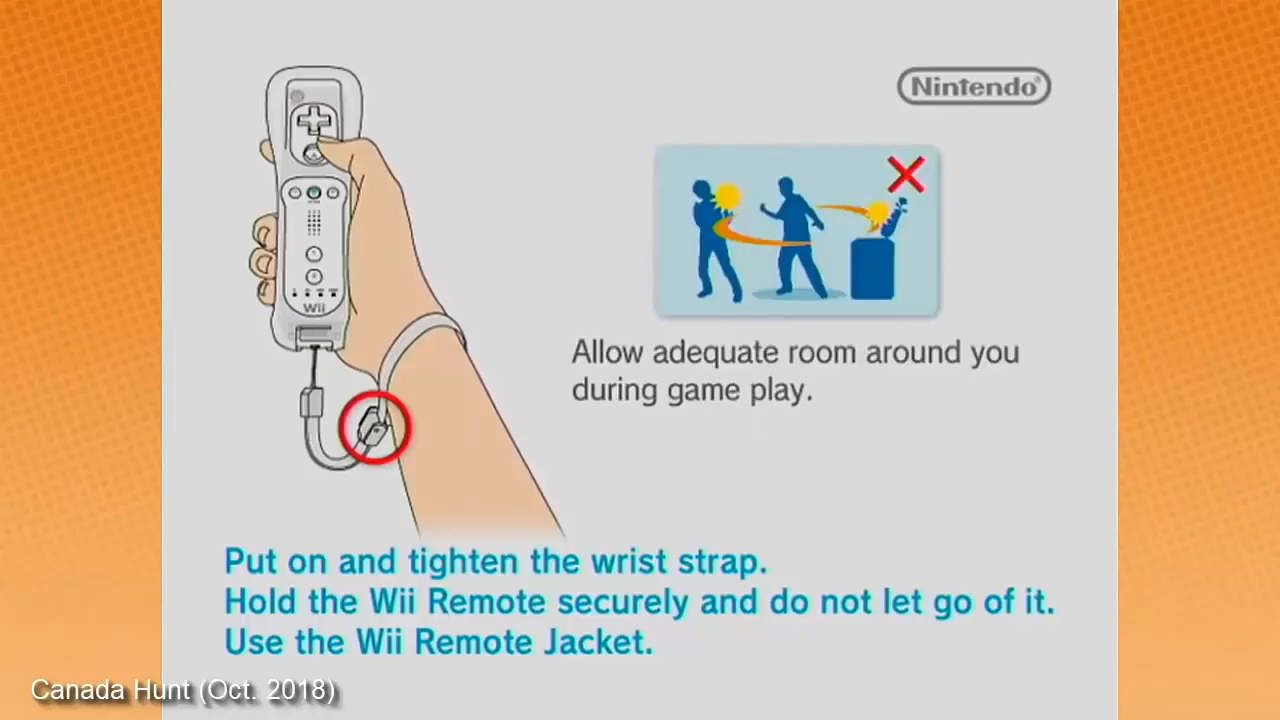 Nintendo®
Wii
Allow adequate room around you
during game play.
Put on and tighten the wrist strap.
Hold the Wii Remote securely and do not let go of it.
Use the Wii Remote Jacket.
Canada Hunt (Oct. 2018)